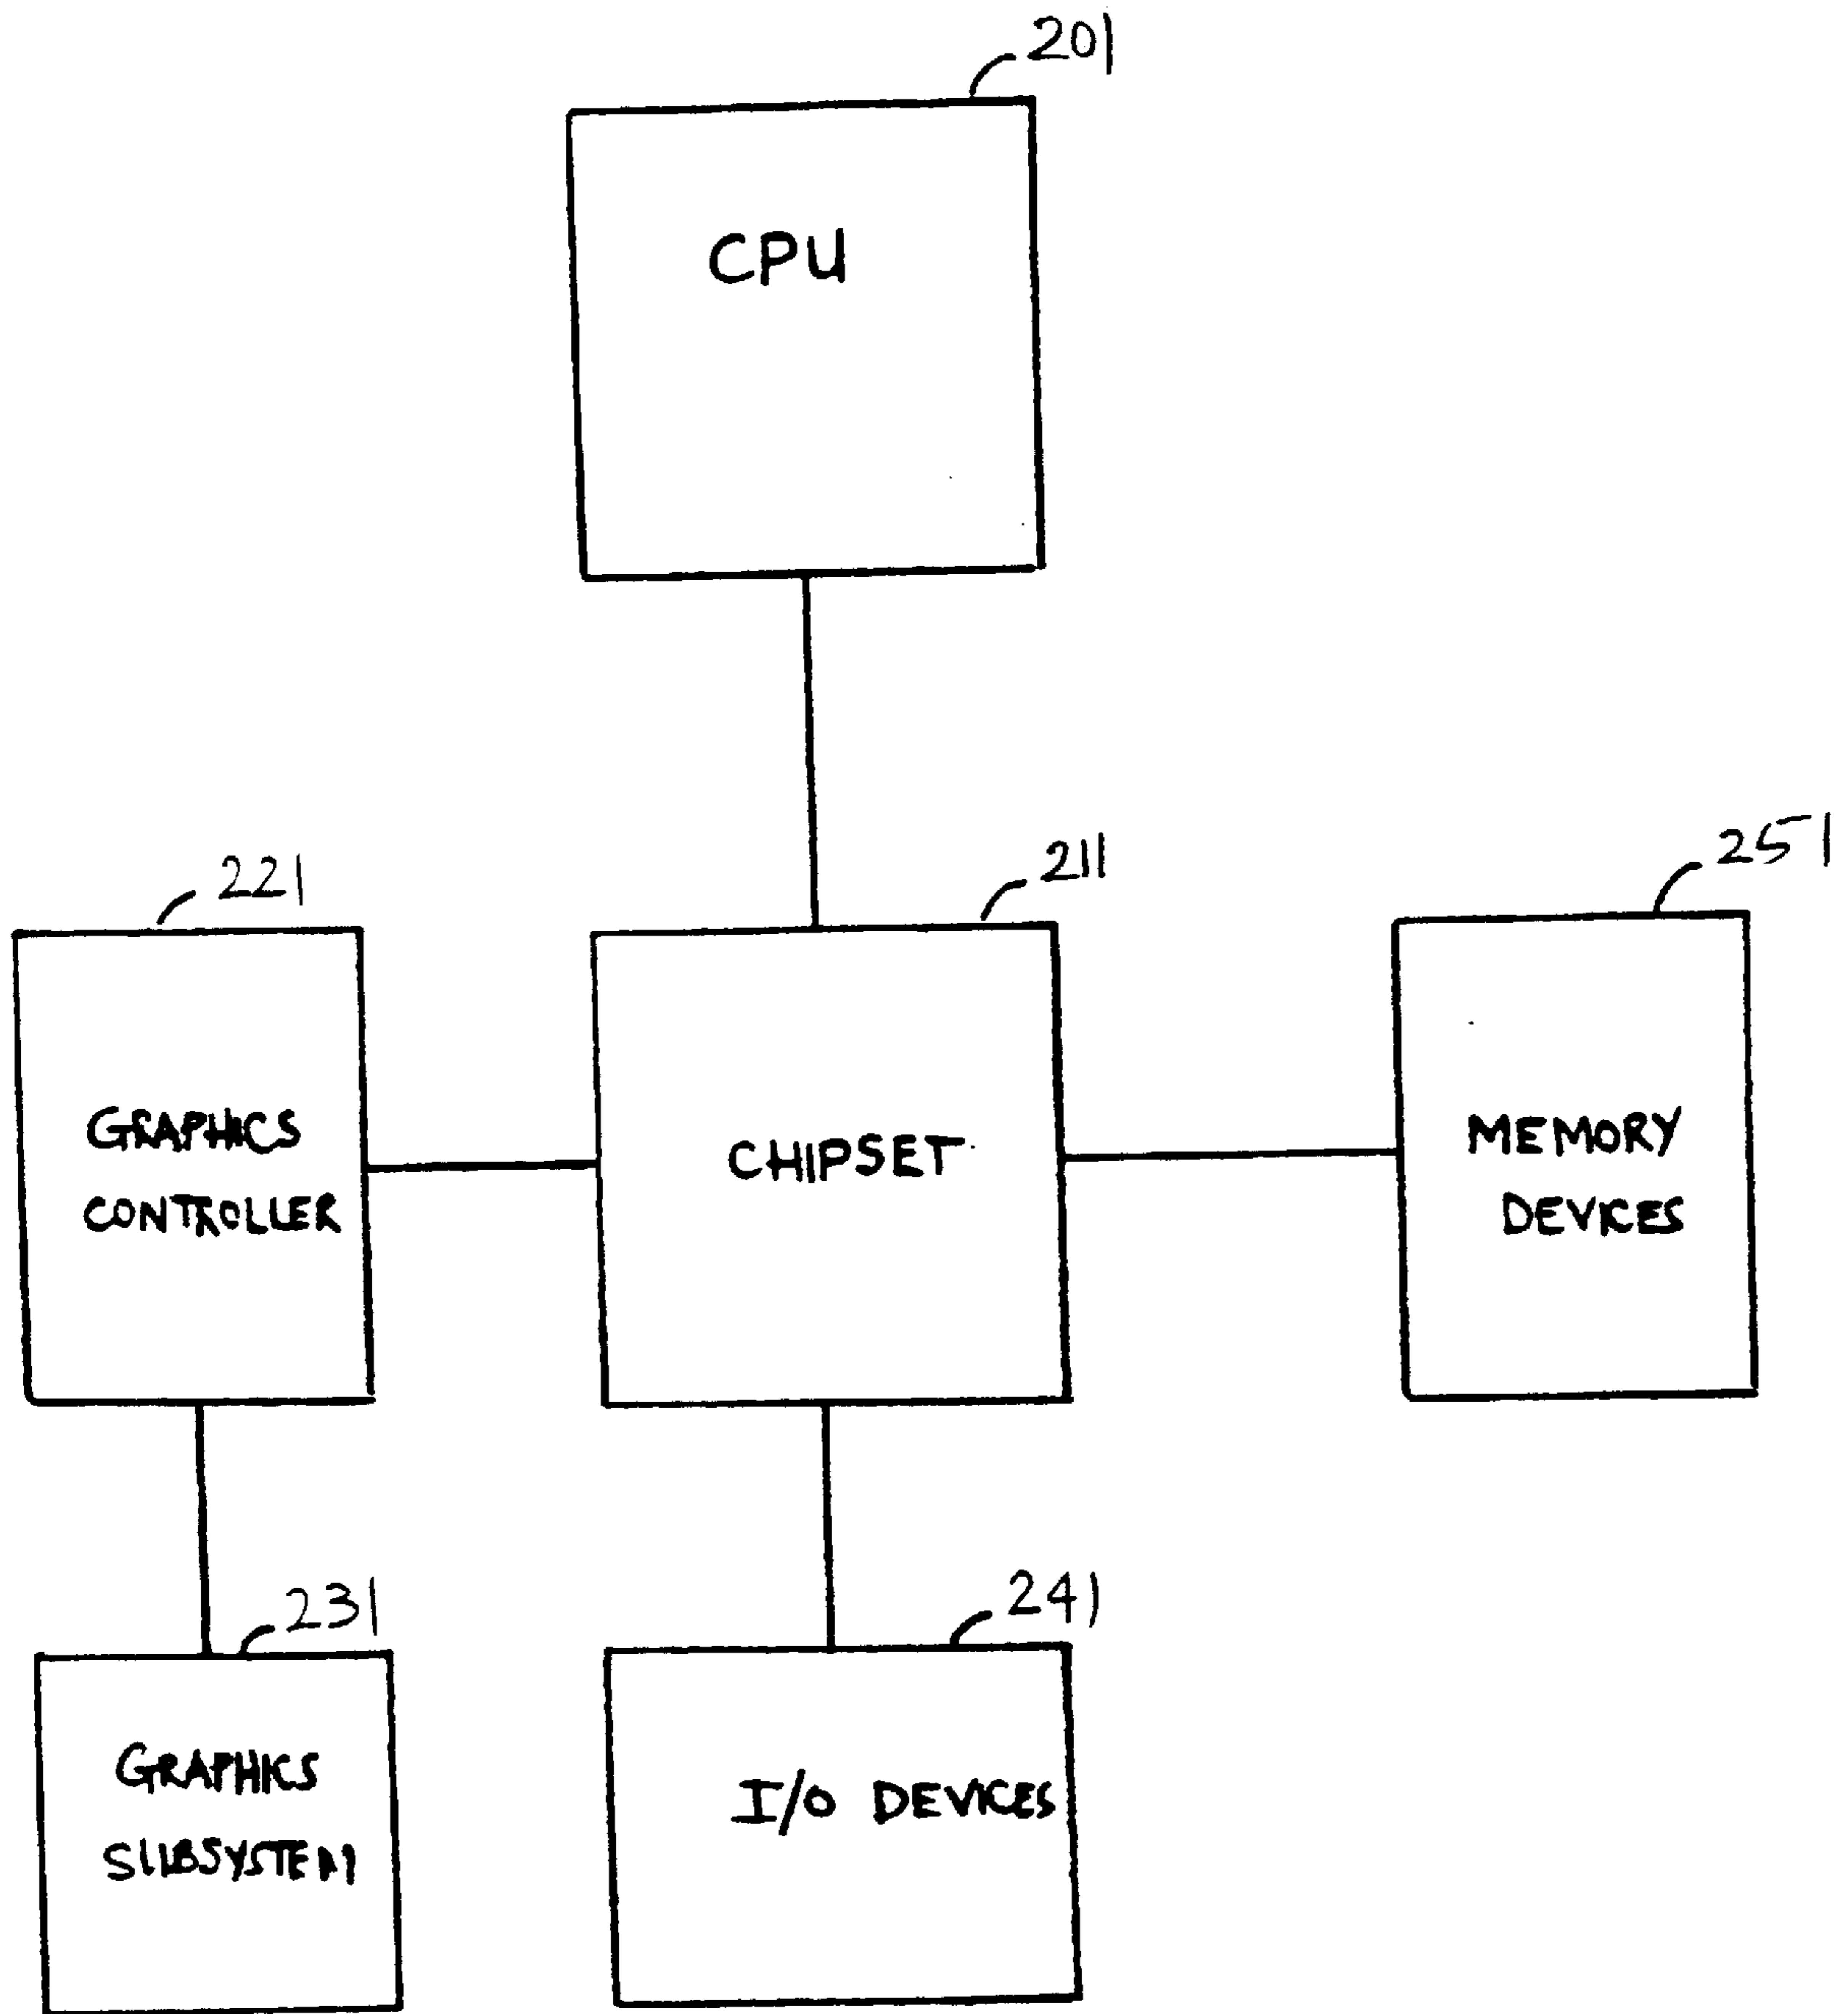 201
CPU
221
211
251
GRAPHICS
CONTROLLER
CHIPSET
MEMORY
DEVICES
231
241
GRAPHICS
SUBSYSTEM
I/O DEVICES